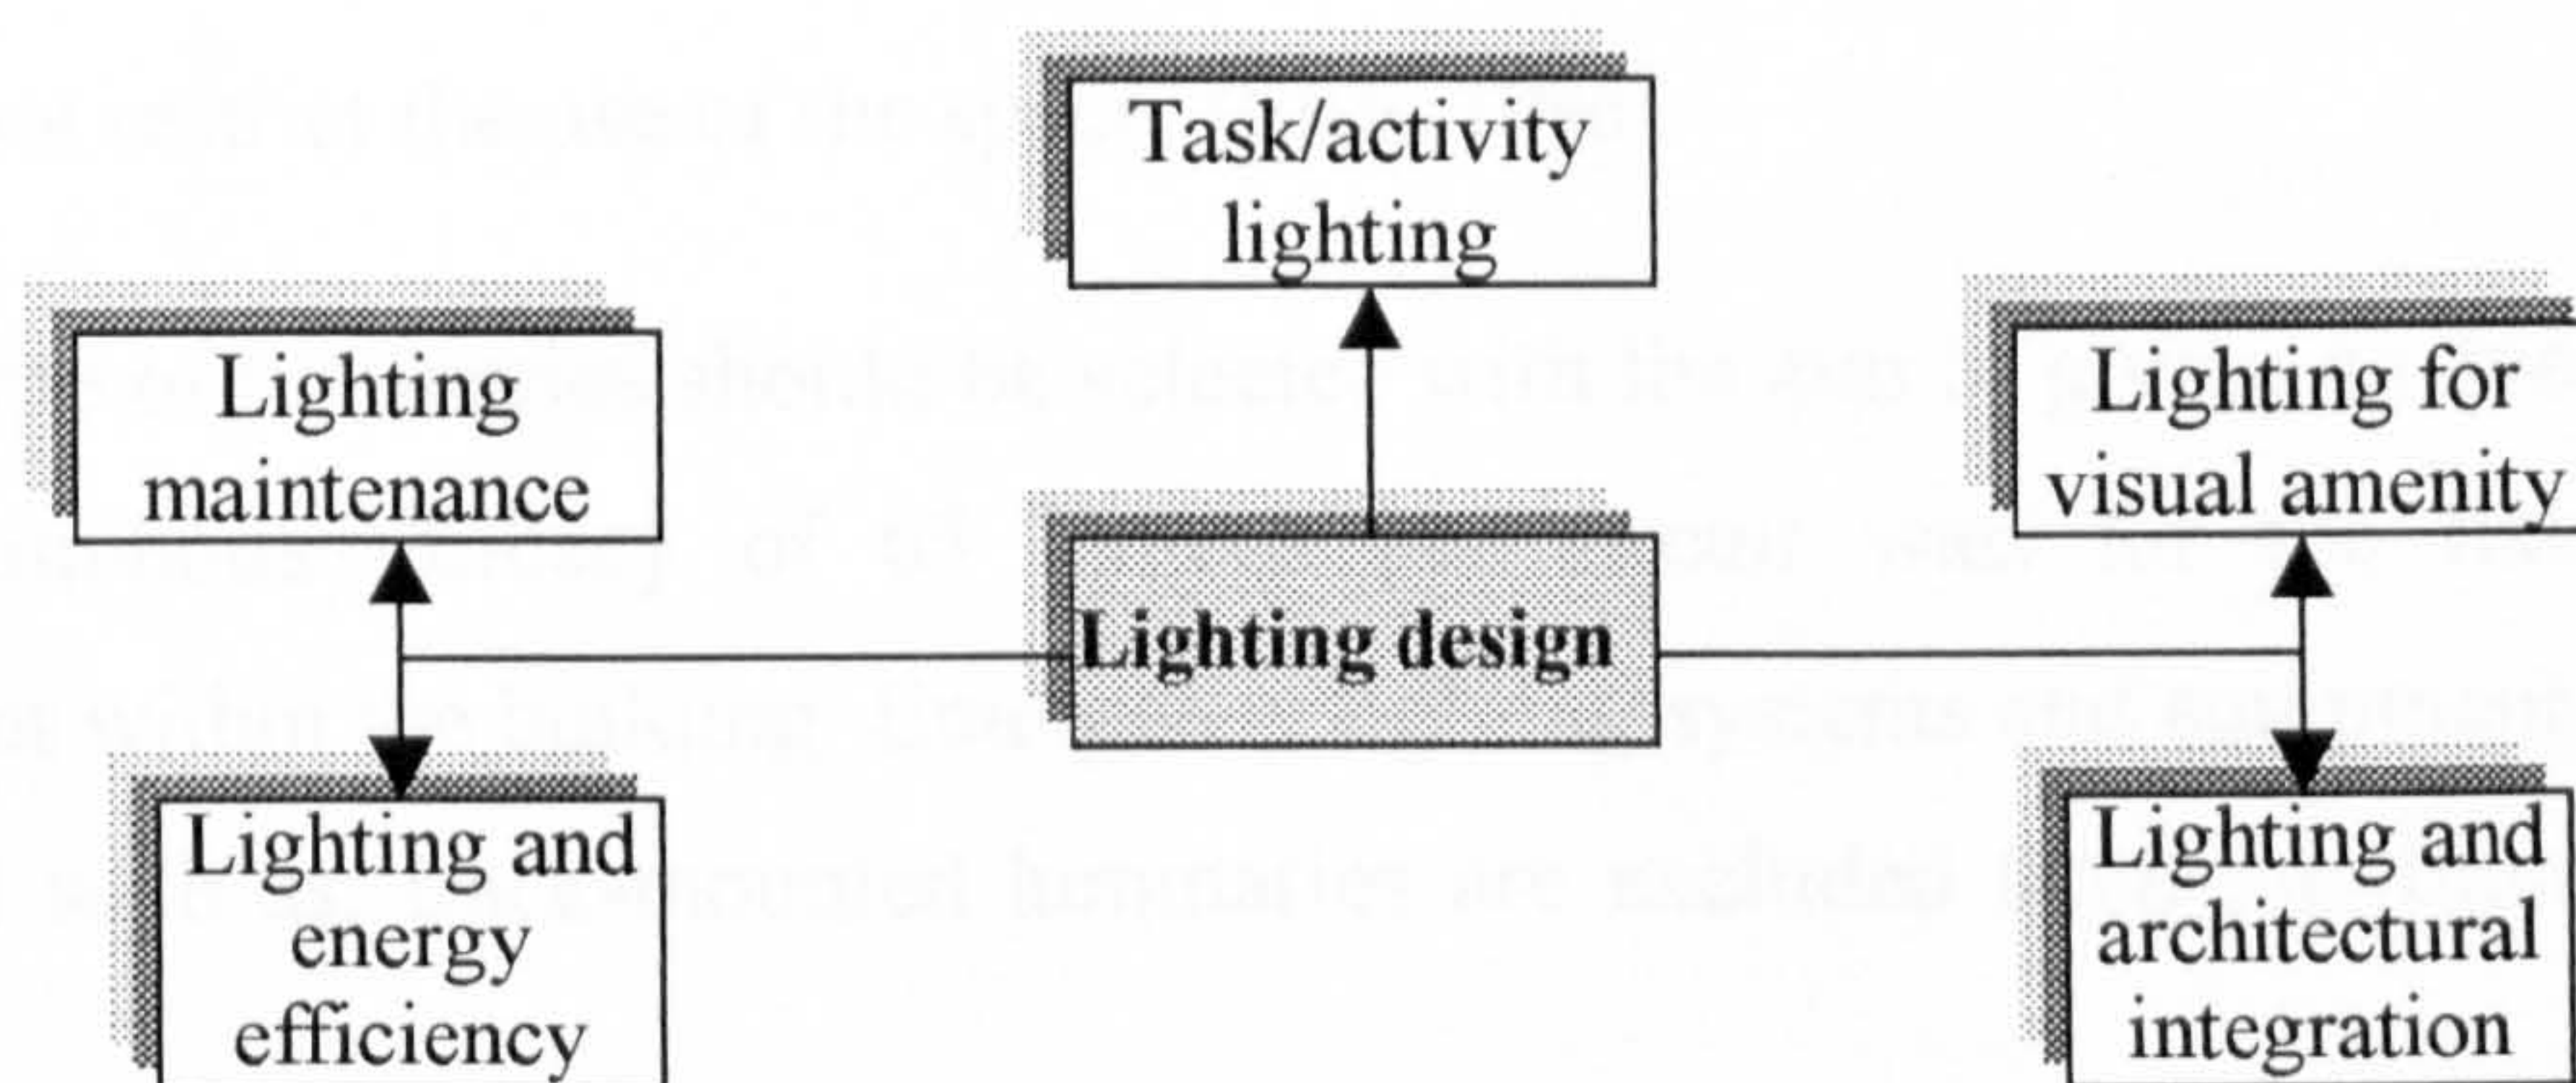 Task/activity
lighting
Lighting
maintenance
Lighting for
visual amenity
Lighting design
Lighting and
energy
efficiency
Lighting and
architectural
integration